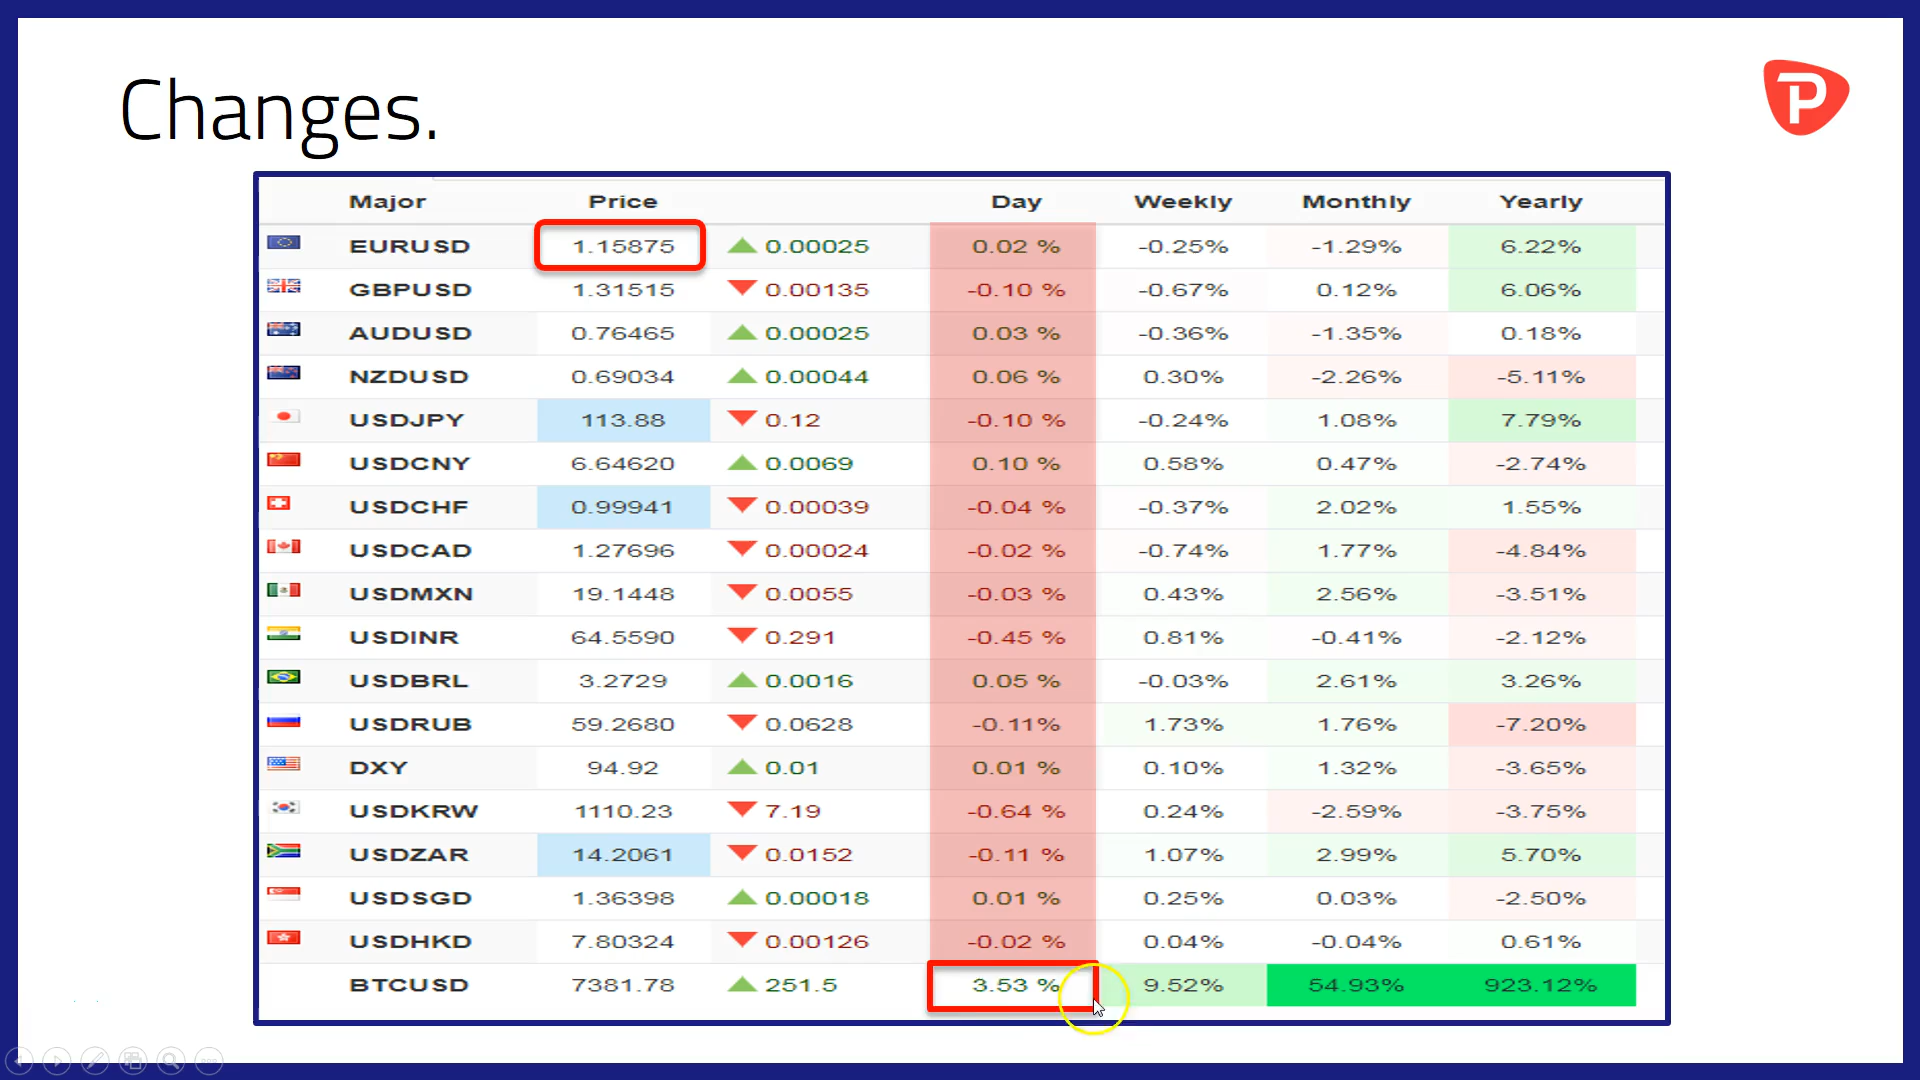 Changes.
P
Major Price Day Weekly Monthly Yearly
EURUSD 1.15875 0.00025 0.02 % -0.25% -1.29% 6.22%
GBPUSD 1.31515 0.00135 -0.10 % -0.67% 0.12% 6.06%
AUDUSD 0.76465 0.00025 0.03 % -0.36% -1.35% 0.18%
NZDUSD 0.69034 0.00044 0.06 % 0.30% -2.26% -5.11%
USDJPY 113.88 0.12 -0.10 % -0.24% 1.08% 7.79%
USDCNY 6.64620 0.0069 0.10 % 0.58% 0.47% -2.74%
USDCHF 0.99941 0.00039 -0.04 % -0.37% 2.02% 1.55%
USDCAD 1.27696 0.00024 -0.02 % -0.74% 1.77% -4.84%
USDMXN 19.1448 0.0055 -0.03 % 0.43% 2.56% -3.51%
USDINR 64.5590 0.291 -0.45 % 0.81% -0.41% -2.12%
USDBRL 3.2729 0.0016 0.05 % -0.03% 2.61% 3.26%
USDRUB 59.2680 0.0628 -0.11% 1.73% 1.76% -7.20%
DXY 94.92 0.01 0.01 % 0.10% 1.32% -3.65%
USDKRW 1110.23 7.19 -0.64 % 0.24% -2.59% -3.75%
USDZAR 14.2061 0.0152 -0.11 % 1.07% 2.99% 5.70%
USDSGD 1.36398 0.00018 0.01 % 0.25% 0.03% -2.50%
USDHKD 7.80324 0.00126 -0.02 % 0.04% -0.04% 0.61%
BTCUSD 7381.78 251.5 3.53 % 9.52% 54.93% 923.12%